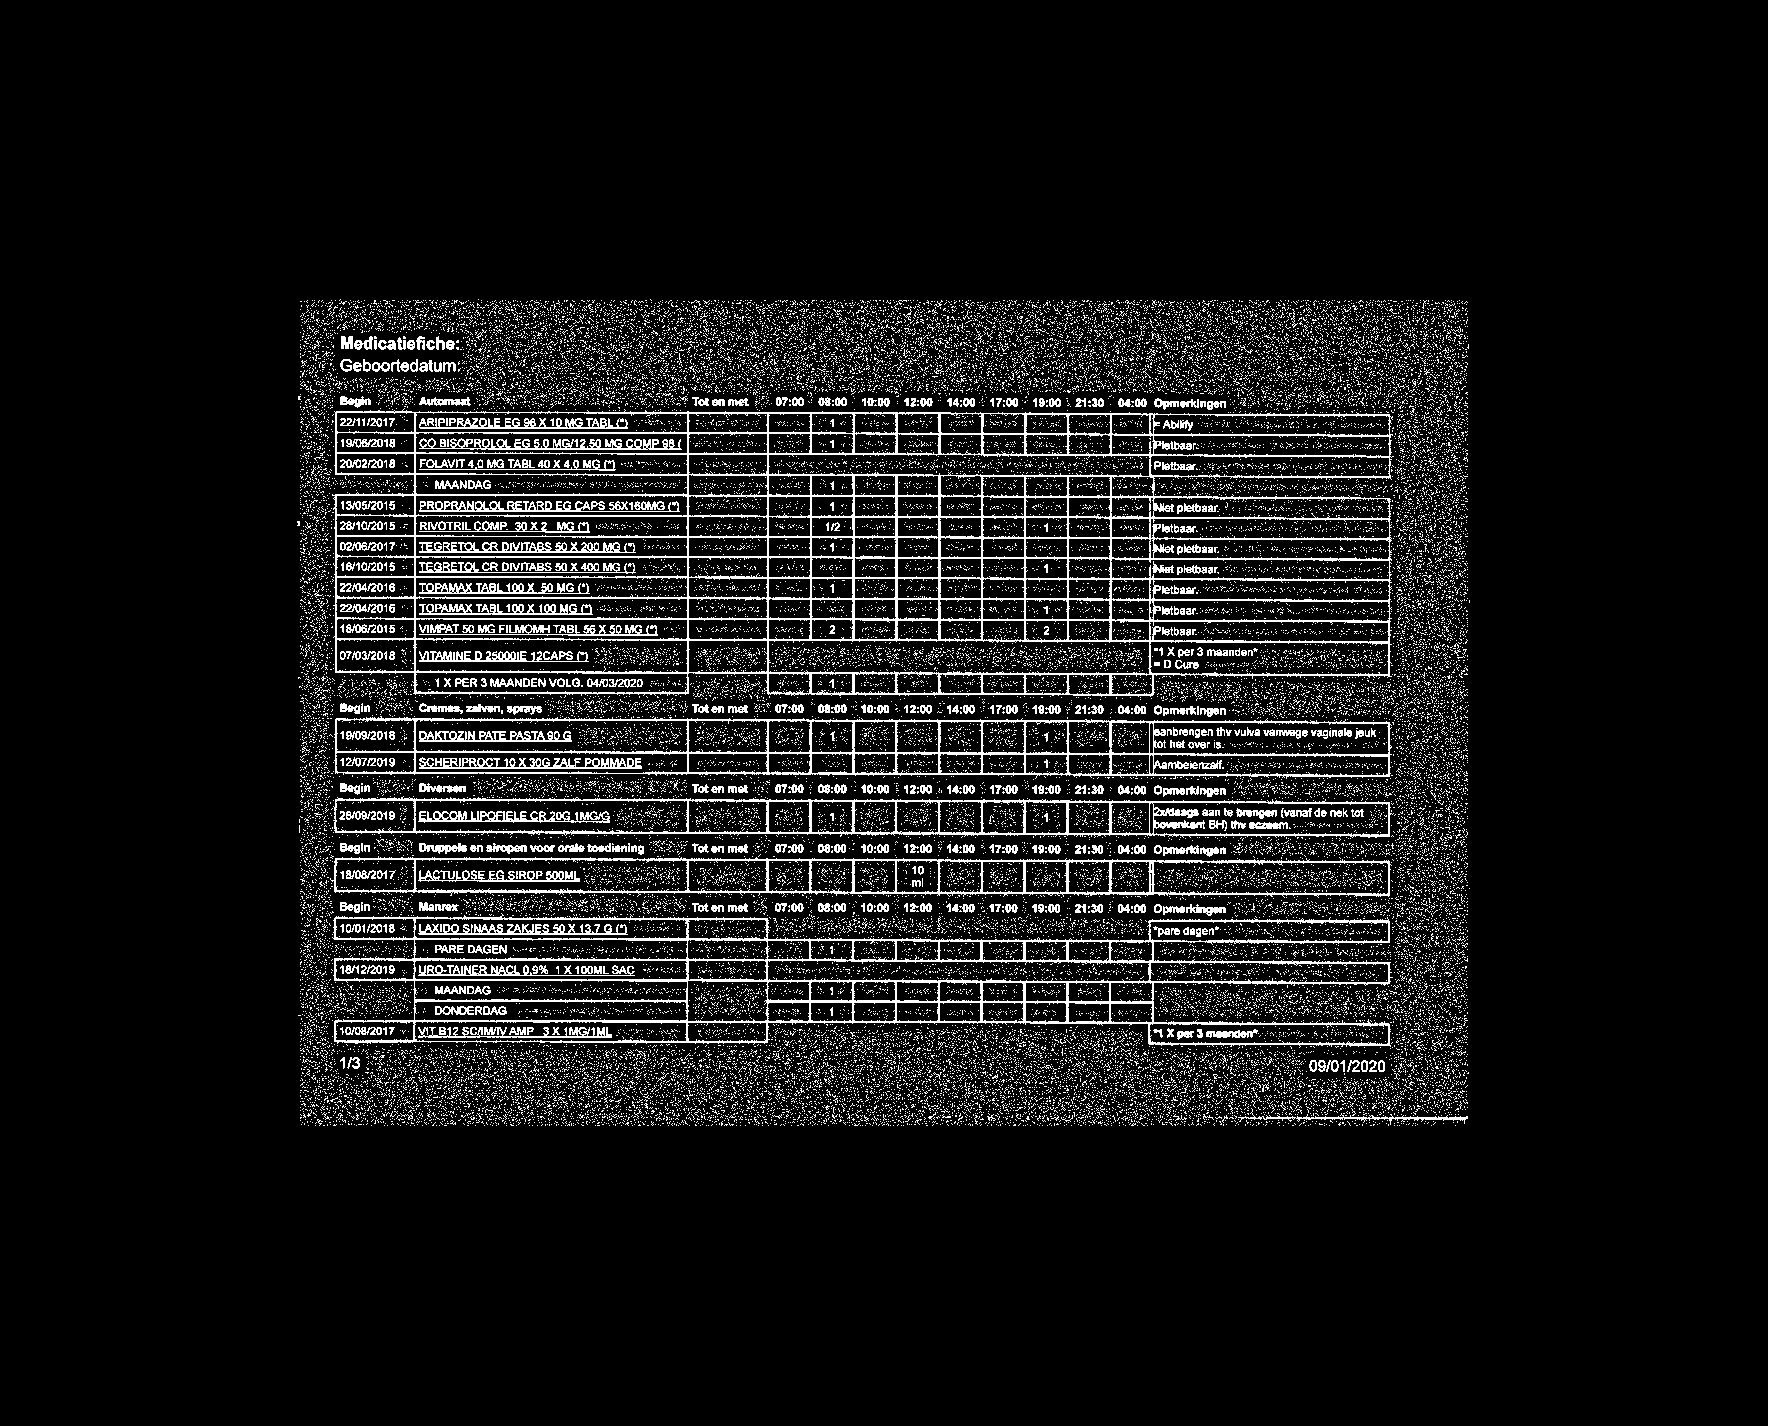 Medicatiefiche:
Geboortedatum:
Begin Automaat Tot en met 07:00 08:00 10:00 12:00 14:00 17:00 19:00 21:30 04:00 Opmerkingen
22/11/2017 ARIPIPRAZOLE EG 98 X 10 MG TABL (*) 1 = Abilify
19/06/2018 CO BISOPROLOL EG 5.0 MG/12.50 MG COMP 98 ( 1 Pletbaar.
20/02/2018 FOLAVIT 4,0 MG TABL 40 X 4,0 MG (*) Pletbaar.
MAANDAG 1
13/05/2015 PROPRANOLOL RETARD EG CAPS 56X160MG (*) 1 Niet pletbaar.
28/10/2015 RIVOTRIL COMP 30 X 2 MG (*) 1/2 1 Pletbaar.
02/06/2017 TEGRETOL CR DIVITABS 50 X 200 MG (*) 1 Niet pletbaar.
16/10/2015 TEGRETOL CR DIVITABS 50 X 400 MG (*) 1 Niet pletbaar.
22/04/2016 TOPAMAX TABL 100 X 50 MG (*) 1 Pletbaar.
22/04/2016 TOPAMAX TABL 100 X 100 MG (*) 1 Pletbaar.
18/06/2015 VIMPAT 50 MG FILMOMH TABL 56 X 50 MG (*) 2 2 Pletbaar.
07/03/2018 VITAMINE D 25000IE 12CAPS (*) *1 X per 3 maanden*
= D Cure
1 X PER 3 MAANDEN VOLG. 04/03/2020 1
Begin Cremes, zalven, sprays Tot en met 07:00 08:00 10:00 12:00 14:00 17:00 19:00 21:30 04:00 Opmerkingen
19/09/2018 DAKTOZIN PATE PASTA 90 G 1 1 aanbrengen thv vulva vanwege vaginale jeuk
tot het over is.
12/07/2019 SCHERIPROCT 10 X 30G ZALF POMMADE 1 Aambeienzalf.
Begin Diversen Tot en met 07:00 08:00 10:00 12:00 14:00 17:00 19:00 21:30 04:00 Opmerkingen
28/09/2019 ELOCOM LIPOFIELE CR 20G 1MG/G 1 1 2x/daags aan te brengen (vanaf de nek tot
bovenkant BH) thv eczeem.
Begin Druppels en siropen voor orale toediening Tot en met 07:00 08:00 10:00 12:00 14:00 17:00 19:00 21:30 04:00 Opmerkingen
18/08/2017 LACTULOSE EG SIROP 500ML 10
ml
Begin Manrex Tot en met 07:00 08:00 10:00 12:00 14:00 17:00 19:00 21:30 04:00 Opmerkingen
10/01/2018 LAXIDO SINAAS ZAKJES 50 X 13,7 G (*) *pare dagen*
PARE DAGEN 1
18/12/2019 URO-TAINER NACL 0,9% 1 X 100ML SAC
MAANDAG 1
DONDERDAG 1
10/08/2017 VIT B12 SC/IM/IV AMP 3 X 1MG/1ML *1 X per 3 maanden*
1/3 09/01/2020